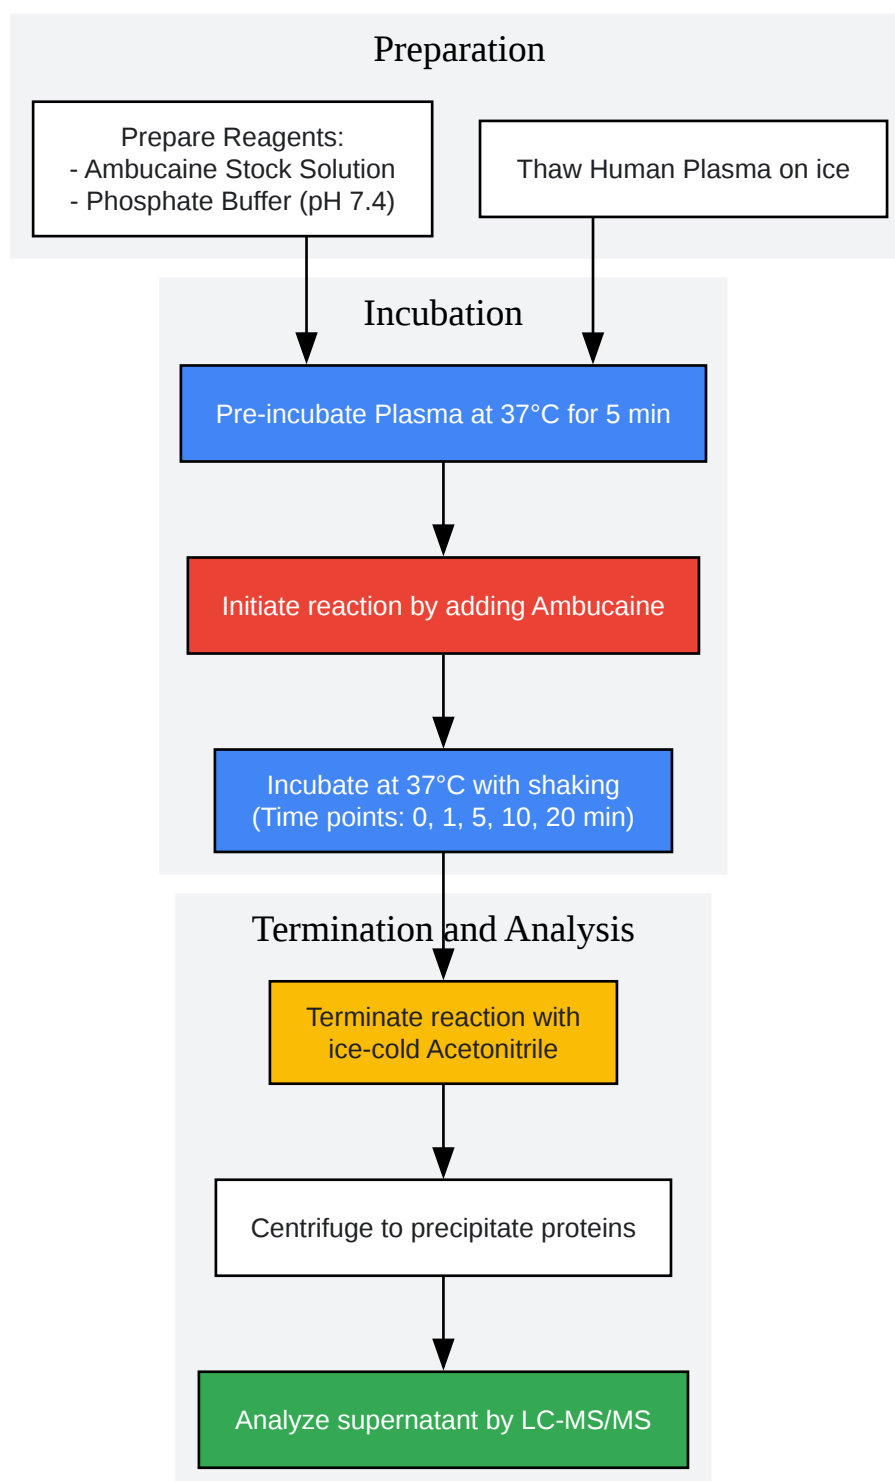 Preparation
Prepare Reagents:
- Ambucaine Stock Solution
- Phosphate Buffer (pH 7.4)
Thaw Human Plasma on ice
Incubation
Pre-incubate Plasma at 37°C for 5 min
Initiate reaction by adding Ambucaine
Incubate at 37°C with shaking
(Time points: 0, 1, 5, 10, 20 min)
Termination and Analysis
Terminate reaction with
ice-cold Acetonitrile
Centrifuge to precipitate proteins
Analyze supernatant by LC-MS/MS